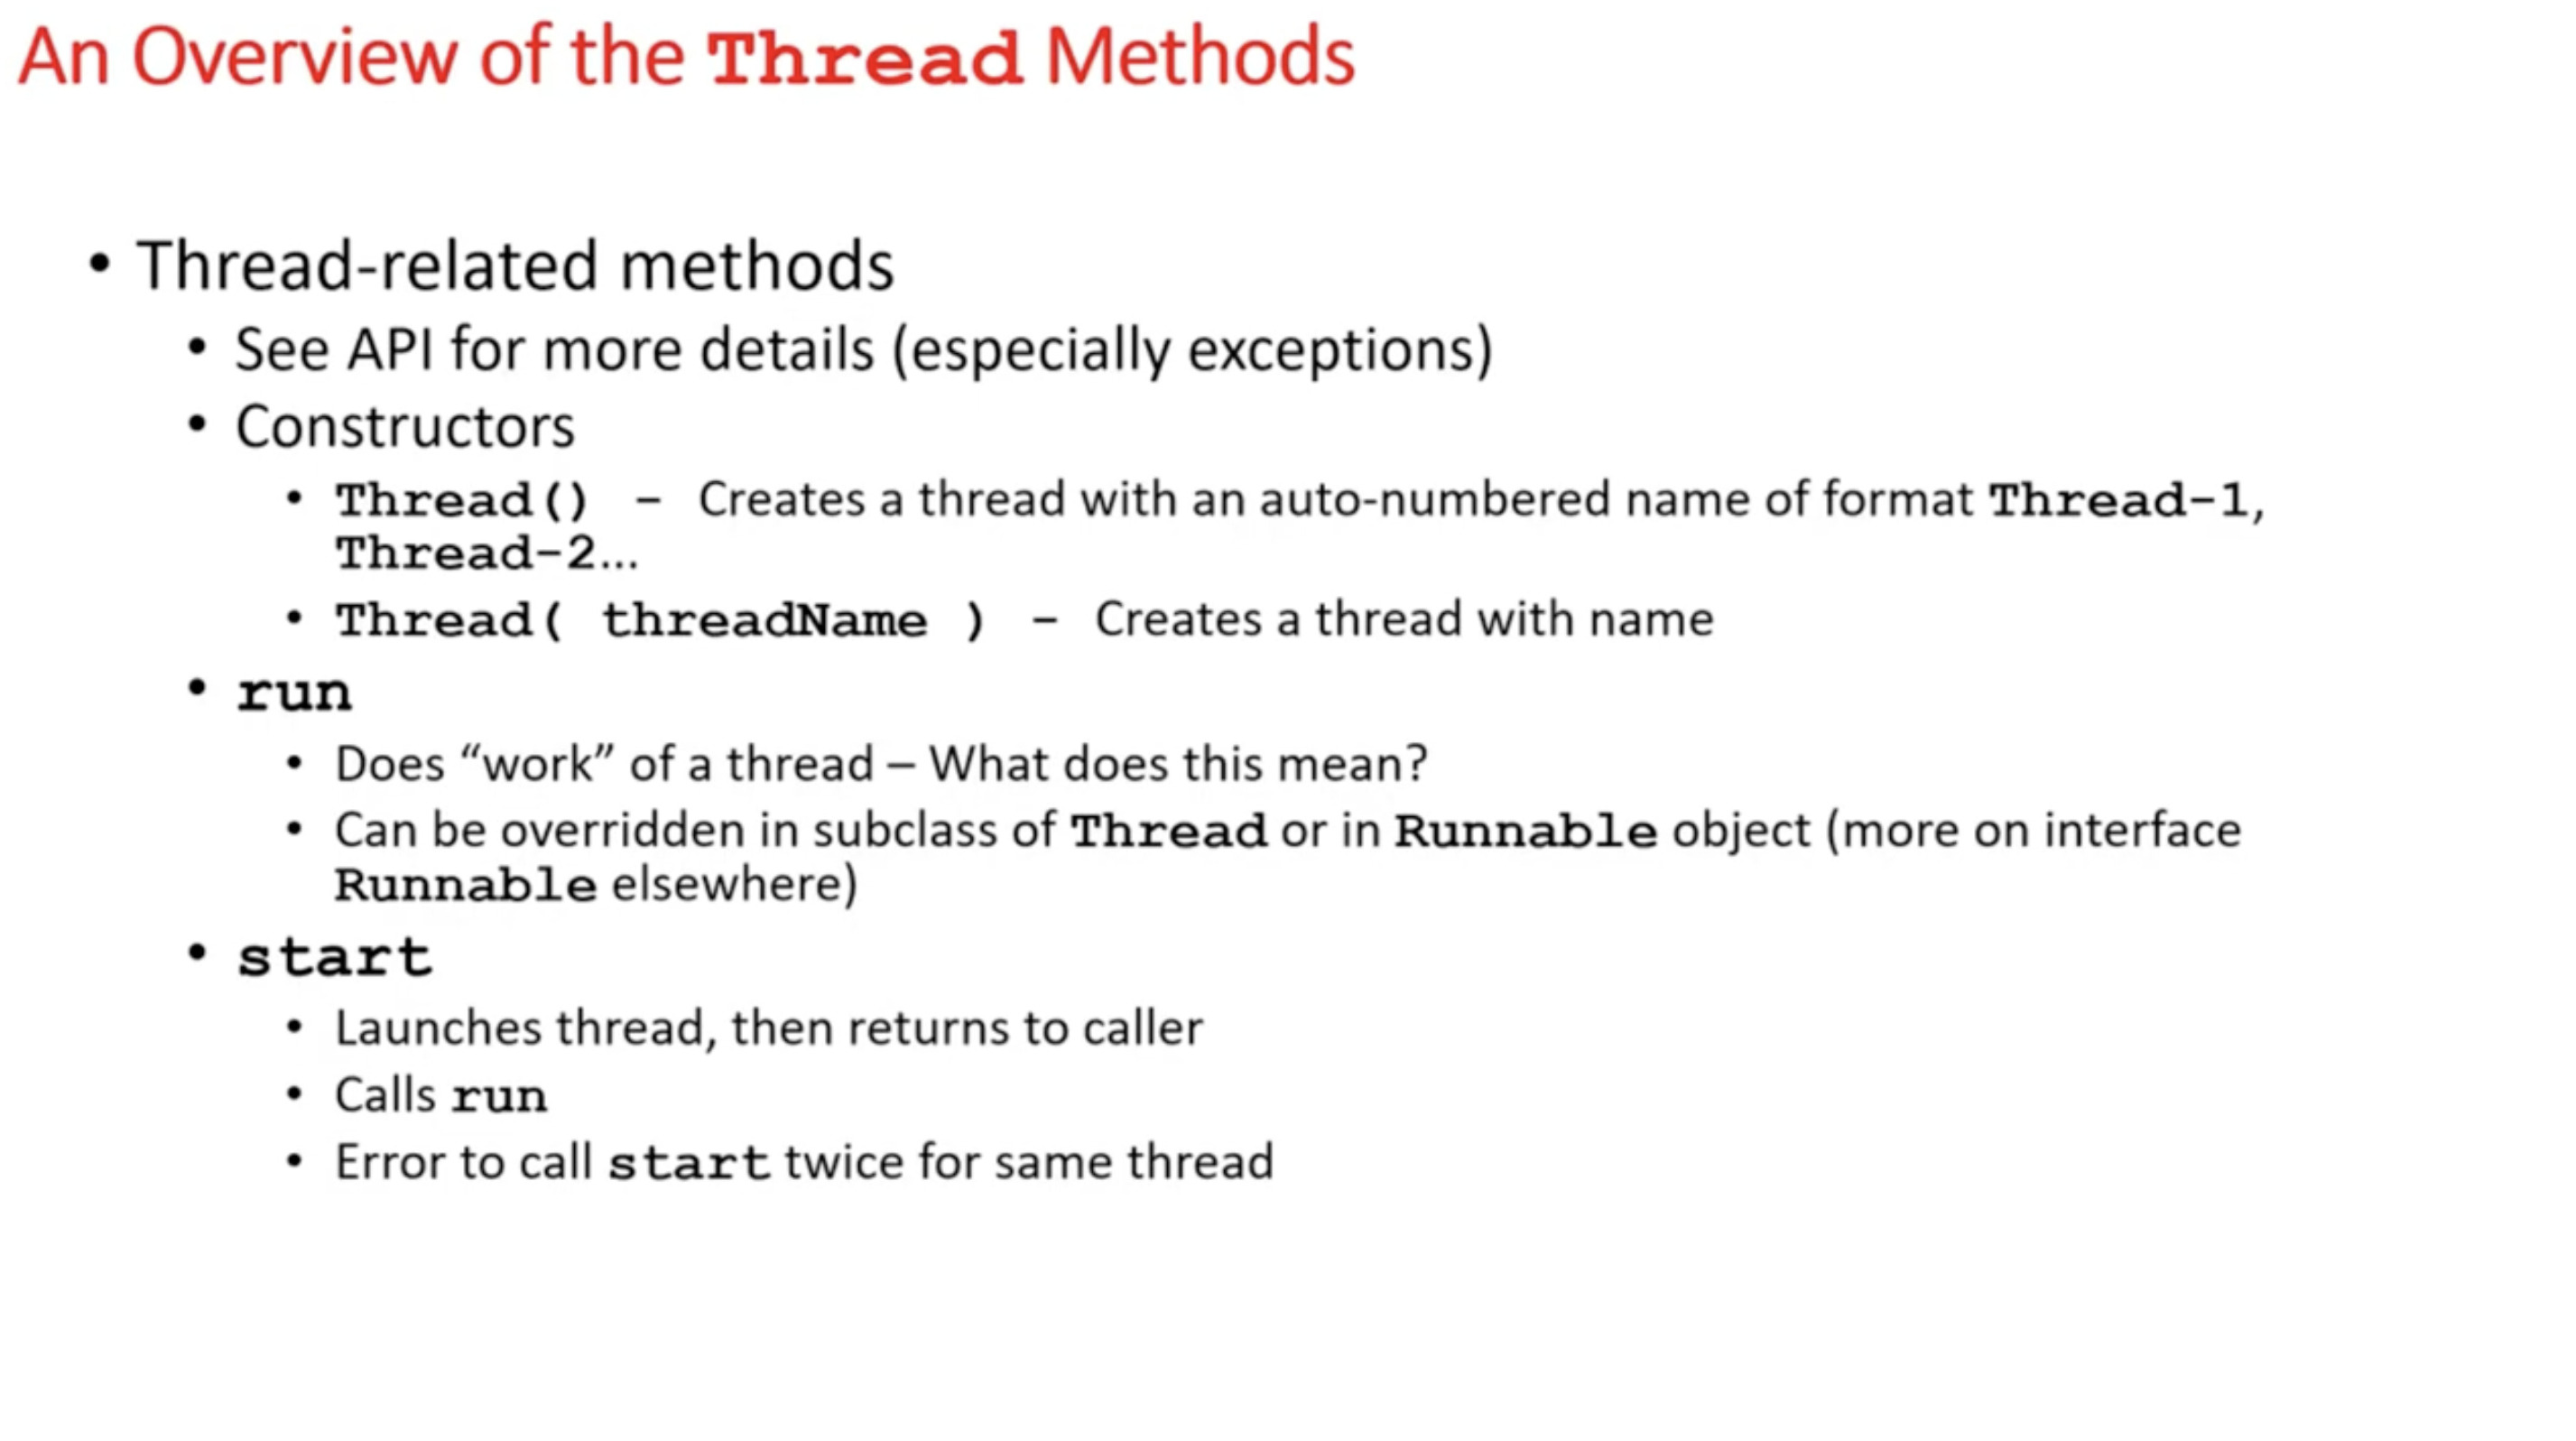 An Overview of the Thread Methods
• Thread-related methods
• See API for more details (especially exceptions)
• Constructors
• Thread() – Creates a thread with an auto-numbered name of format Thread-1,
Thread-2…
• Thread( threadName ) – Creates a thread with name
• run
• Does “work” of a thread – What does this mean?
• Can be overridden in subclass of Thread or in Runnable object (more on interface
Runnable elsewhere)
• start
• Launches thread, then returns to caller
• Calls run
• Error to call start twice for same thread